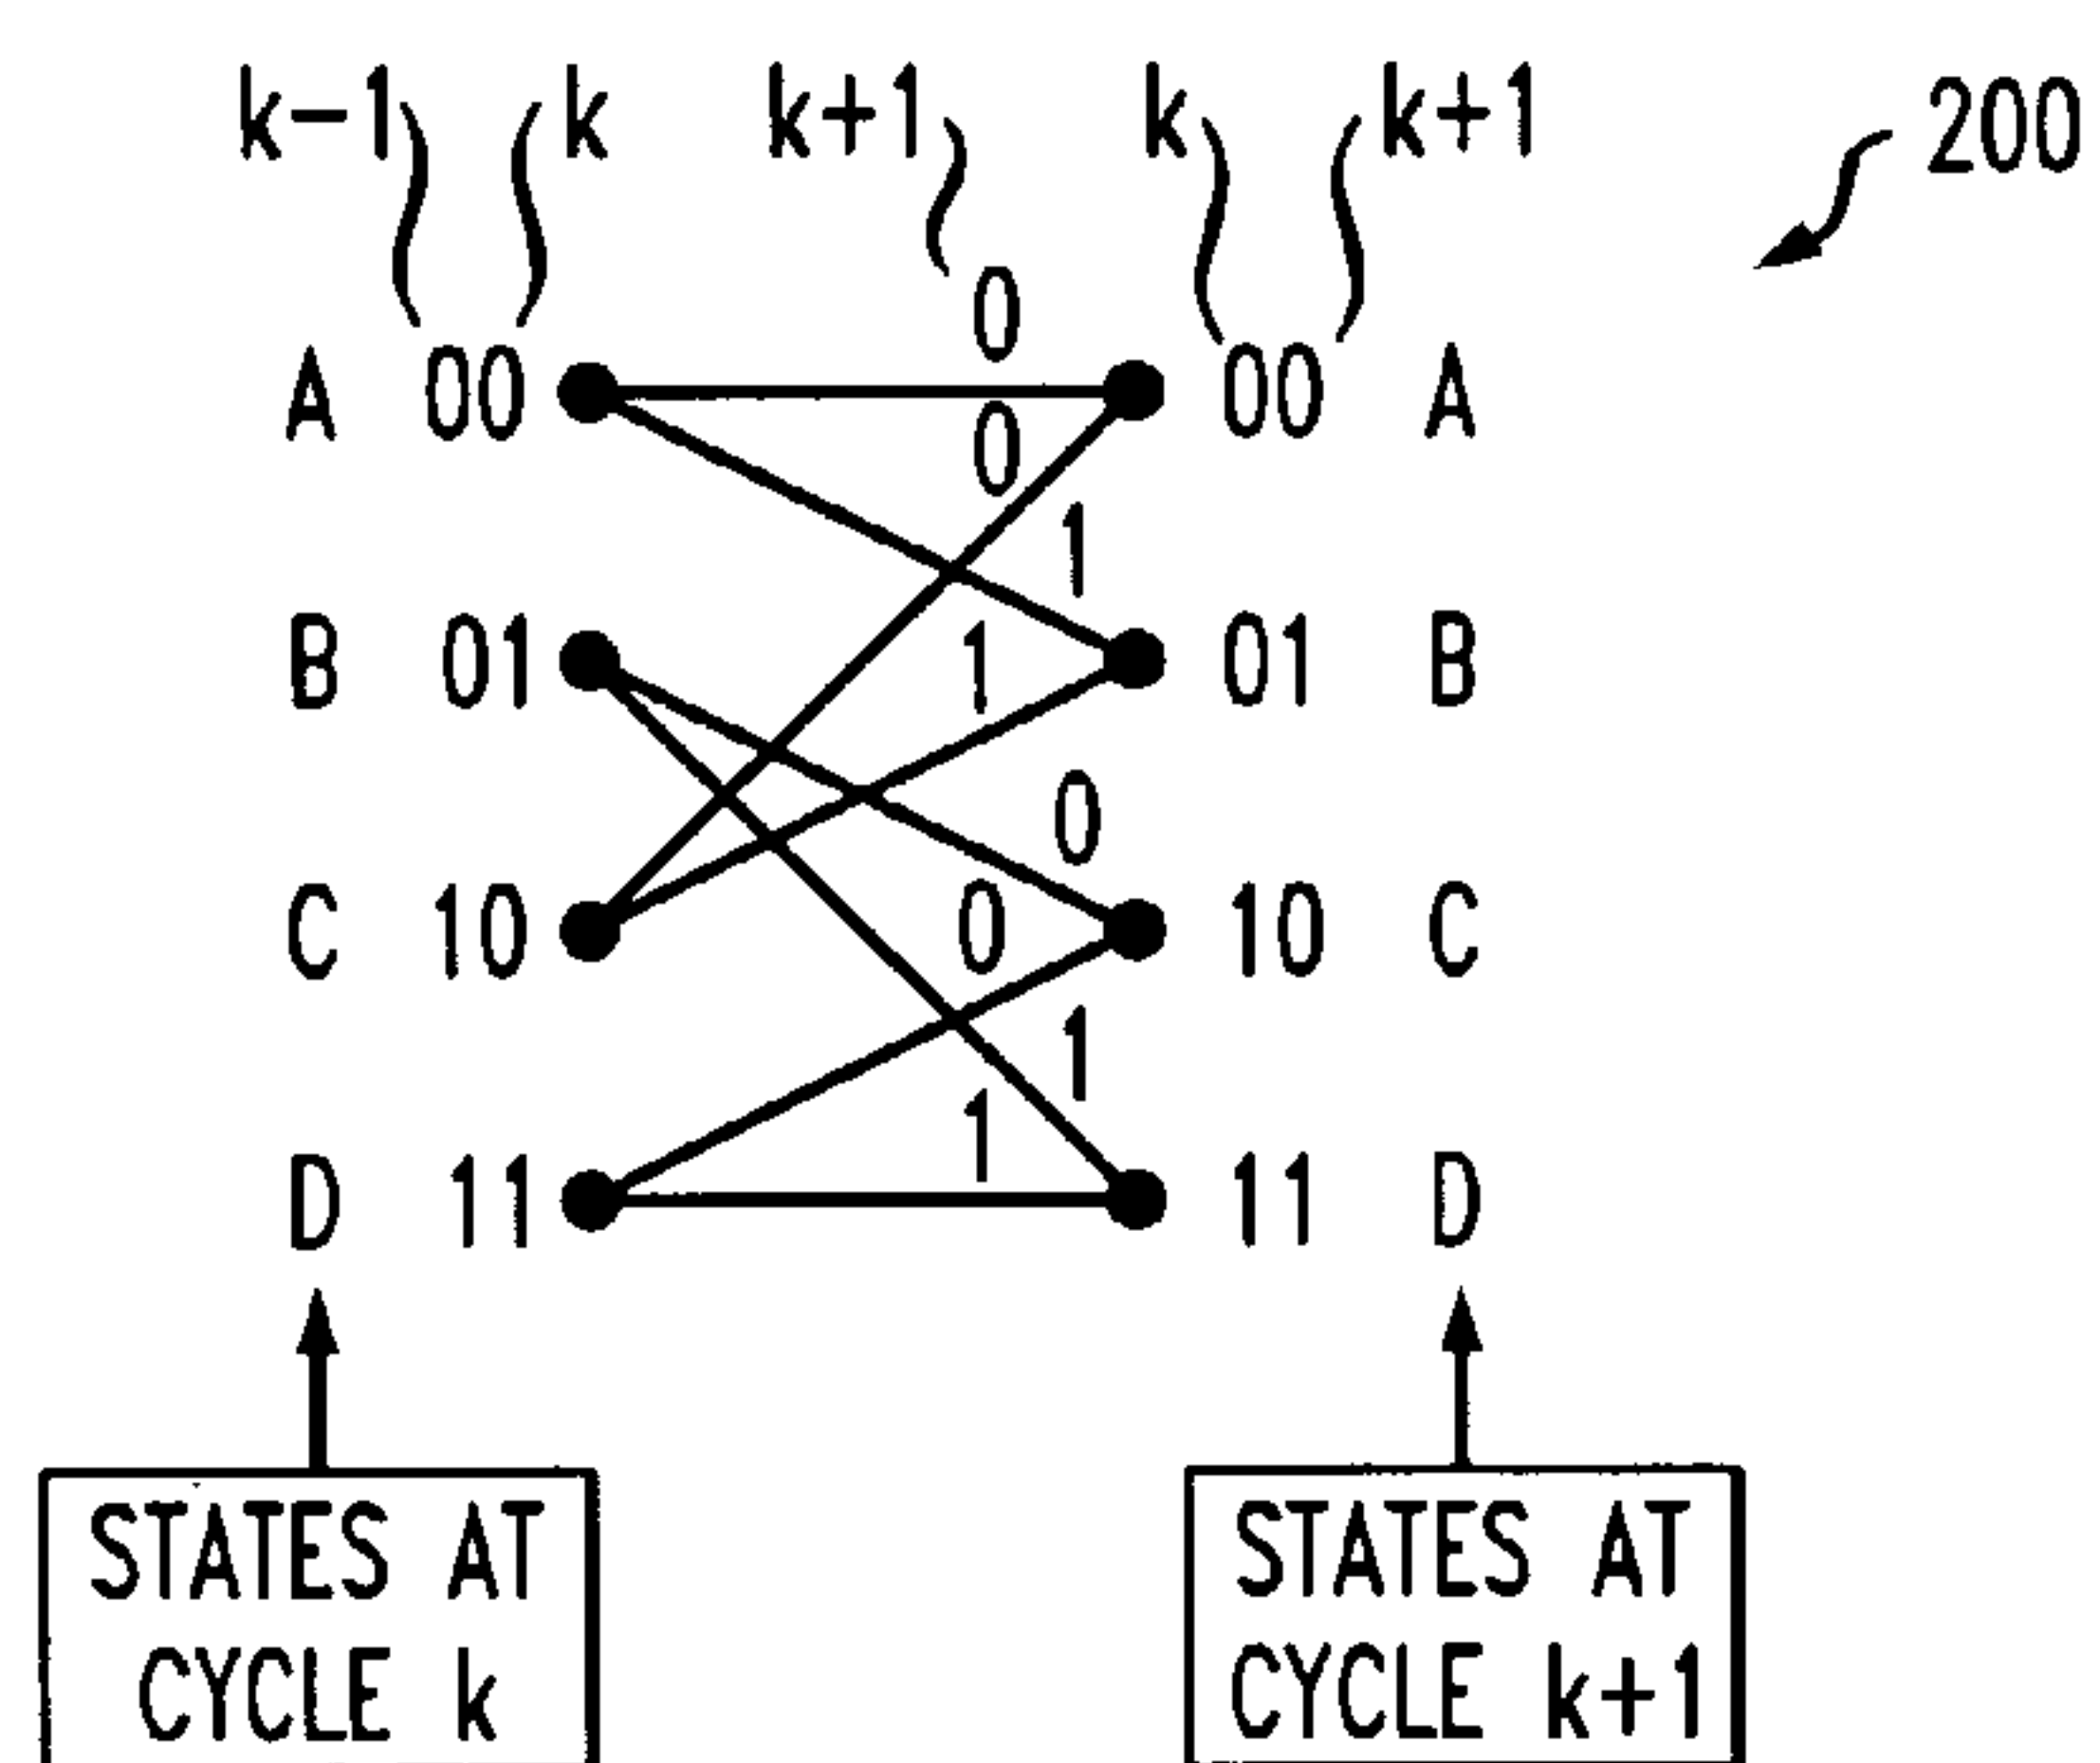 k-1 k k+1 k k+1 200
0
A 00 00 A
0
1
B 01 1 01 B
0
C 10 0 10 C
1
1
D 11 11 D
STATES AT
CYCLE k
STATES AT
CYCLE k+1